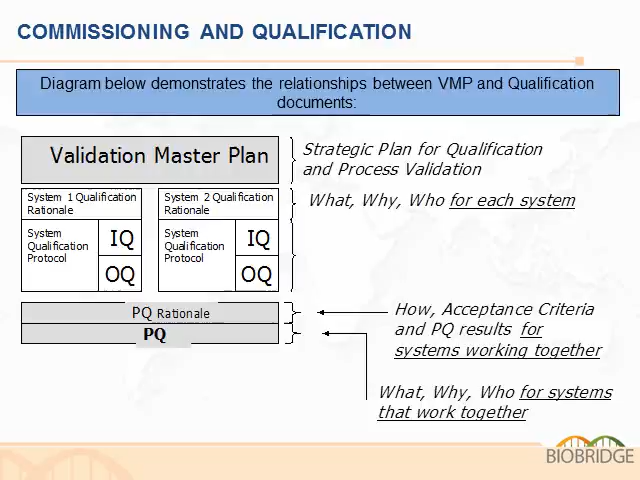 COMMISSIONING AND QUALIFICATION
Diagram below demonstrates the relationships between VMP and Qualification
documents:
Validation Master Plan
Strategic Plan for Qualification
and Process Validation
System 1 Qualification
Rationale
System 2 Qualification
Rationale
What, Why, Who for each system
System
Qualification
Protocol
IQ
OQ
System
Qualification
Protocol
IQ
OQ
PQ Rationale
PQ
How, Acceptance Criteria
and PQ results for
systems working together
What, Why, Who for systems
that work together
BIOBRIDGE